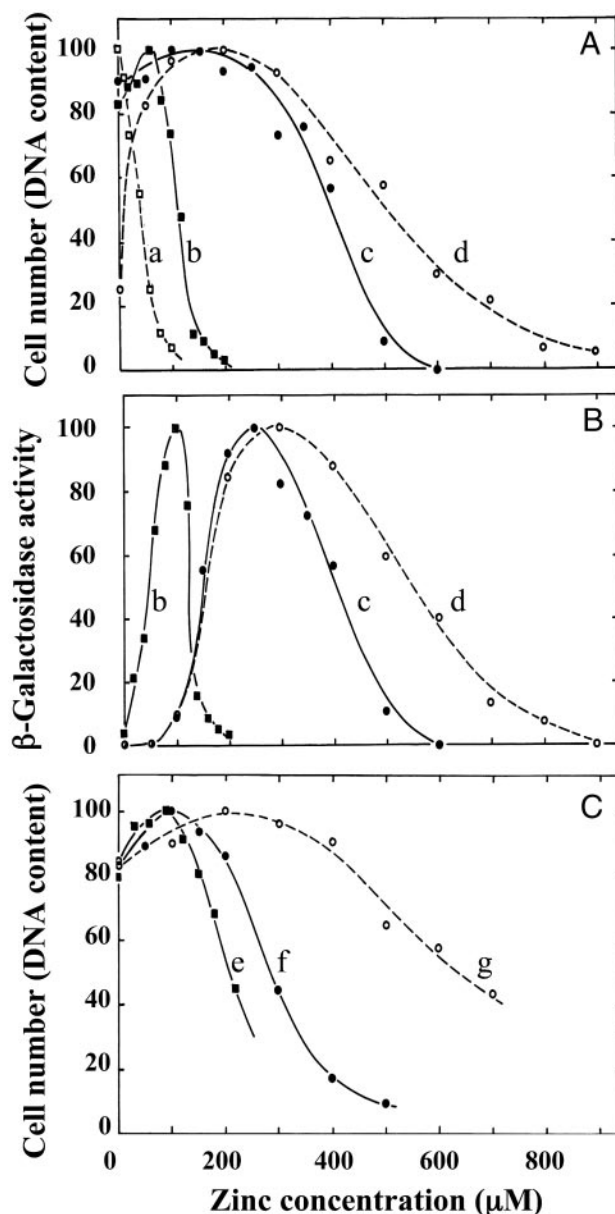 A
Cell number (DNA content)
100
80
60
40
20
0
a
b
c
d
B
β-Galactosidase activity
100
80
60
40
20
0
b
c
d
C
Cell number (DNA content)
100
80
60
40
20
0
e
f
g
0
200
400
600
800
Zinc concentration (μM)